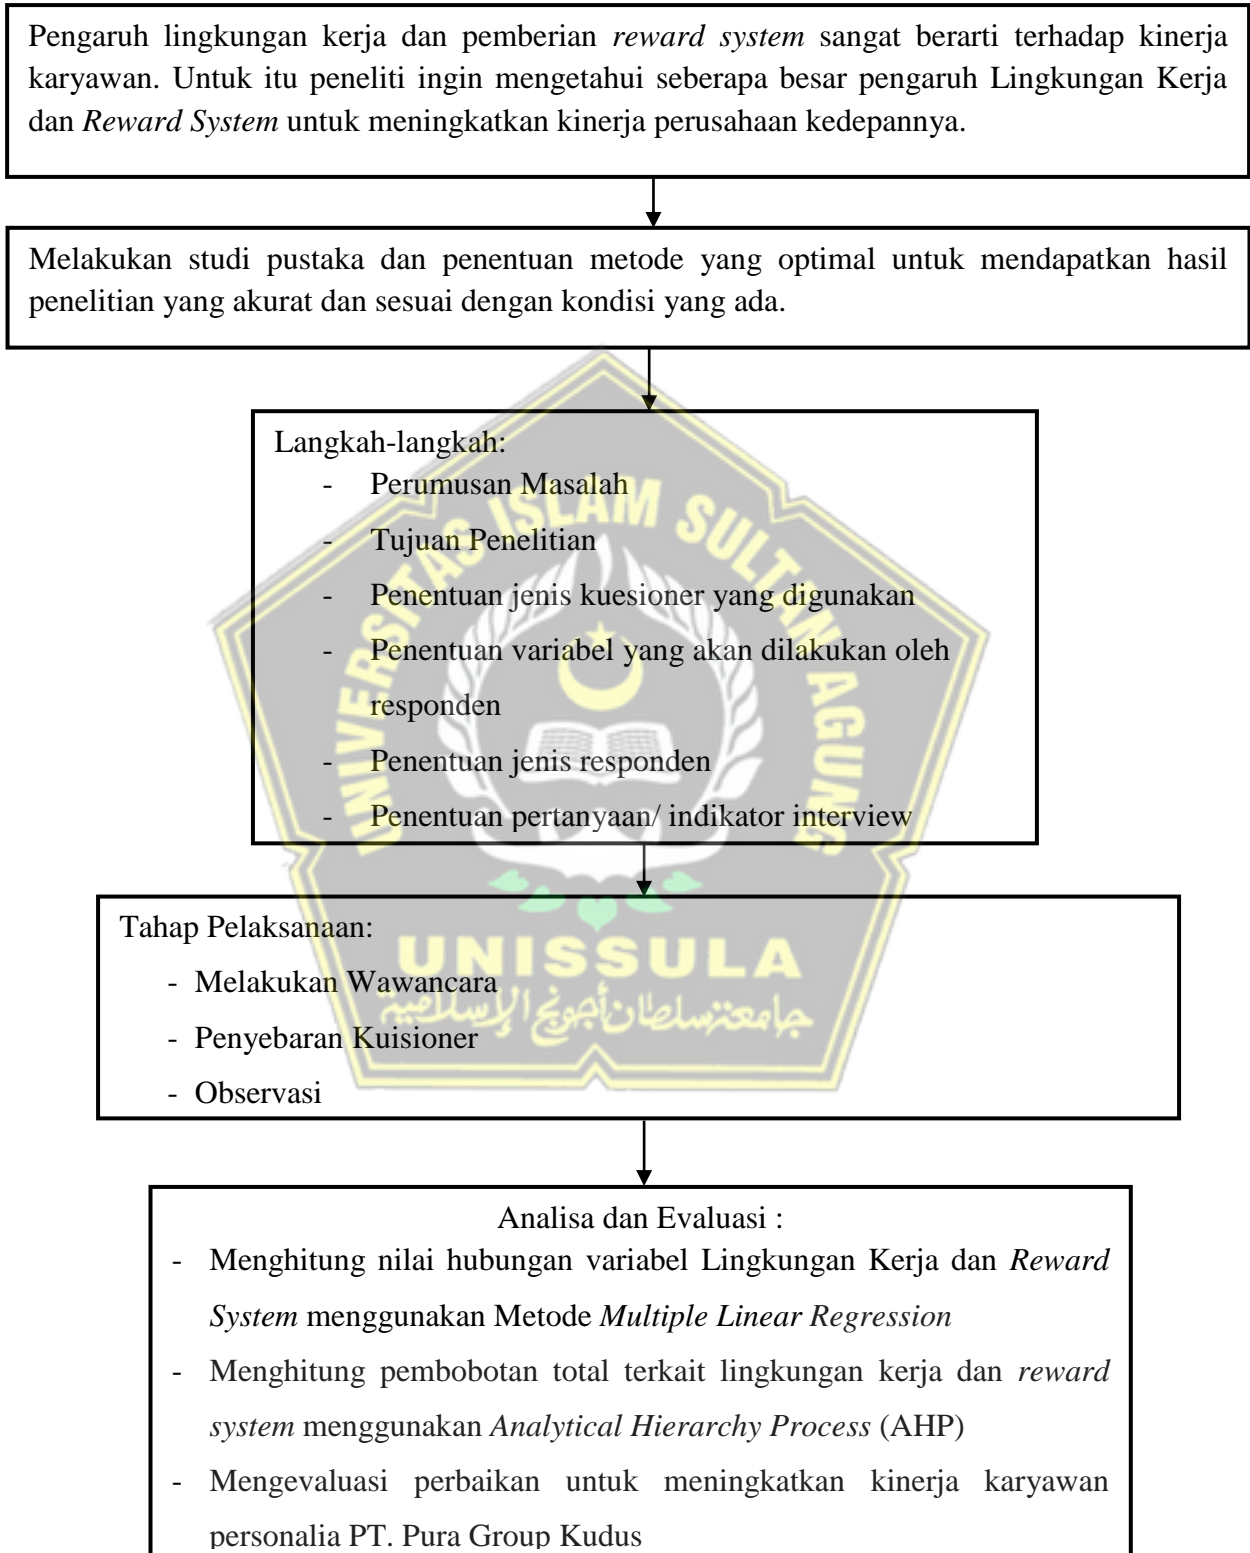 Pengaruh lingkungan kerja dan pemberian reward system sangat berarti terhadap kinerja
karyawan. Untuk itu peneliti ingin mengetahui seberapa besar pengaruh Lingkungan Kerja
dan Reward System untuk meningkatkan kinerja perusahaan kedepannya.
Melakukan studi pustaka dan penentuan metode yang optimal untuk mendapatkan hasil
penelitian yang akurat dan sesuai dengan kondisi yang ada.
Langkah-langkah:
- Perumusan Masalah
- Tujuan Penelitian
- Penentuan jenis kuesioner yang digunakan
- Penentuan variabel yang akan dilakukan oleh
responden
- Penentuan jenis responden
- Penentuan pertanyaan/ indikator interview
UNIVERSITAS ISLAM SULTAN AGUNG
Tahap Pelaksanaan:
- Melakukan Wawancara
- Penyebaran Kuisioner
- Observasi
UNISSULA
جامعة سلطان أجونج الإسلامية
Analisa dan Evaluasi :
- Menghitung nilai hubungan variabel Lingkungan Kerja dan Reward
System menggunakan Metode Multiple Linear Regression
- Menghitung pembobotan total terkait lingkungan kerja dan reward
system menggunakan Analytical Hierarchy Process (AHP)
- Mengevaluasi perbaikan untuk meningkatkan kinerja karyawan
personalia PT. Pura Group Kudus